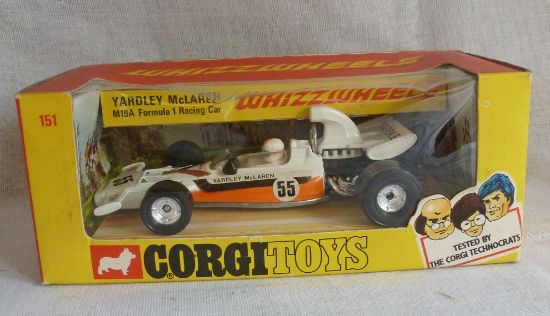 WHIZZWHEELS
151
YARDLEY McLAREN
M19A Formula 1 Racing Car
WHIZZWHEELS
YARDLEY McLAREN
55
TESTED BY
THE CORGI TECHNOCRATS
CORGI TOYS